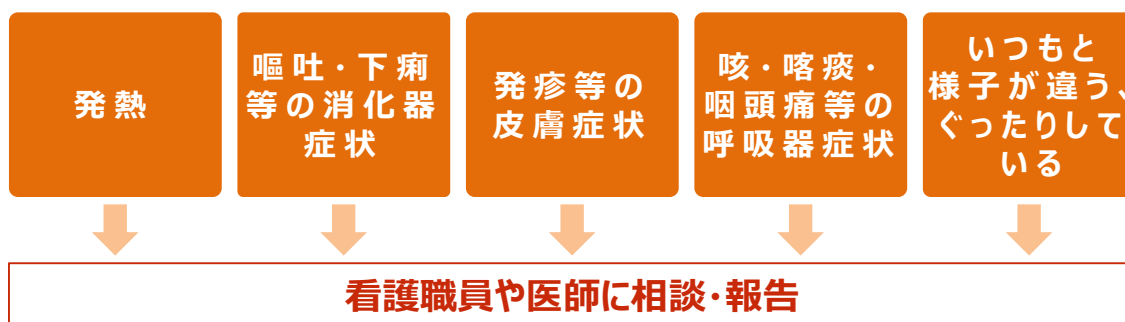 発熱
嘔吐・下痢
等の消化器
症状
発疹等の
皮膚症状
咳・喀痰・
咽頭痛等の
呼吸器症状
いつもと
様子が違う、
ぐったりして
いる
看護職員や医師に相談・報告